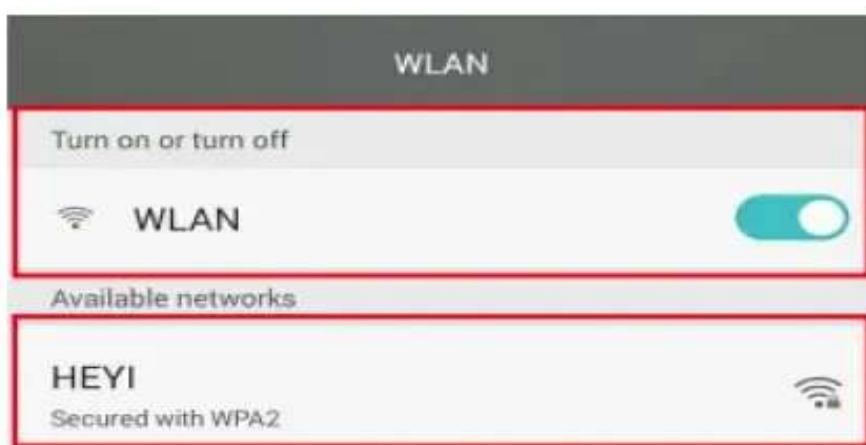 WLAN
Turn on or turn off
WLAN
Available networks
HEYI
Secured with WPA2